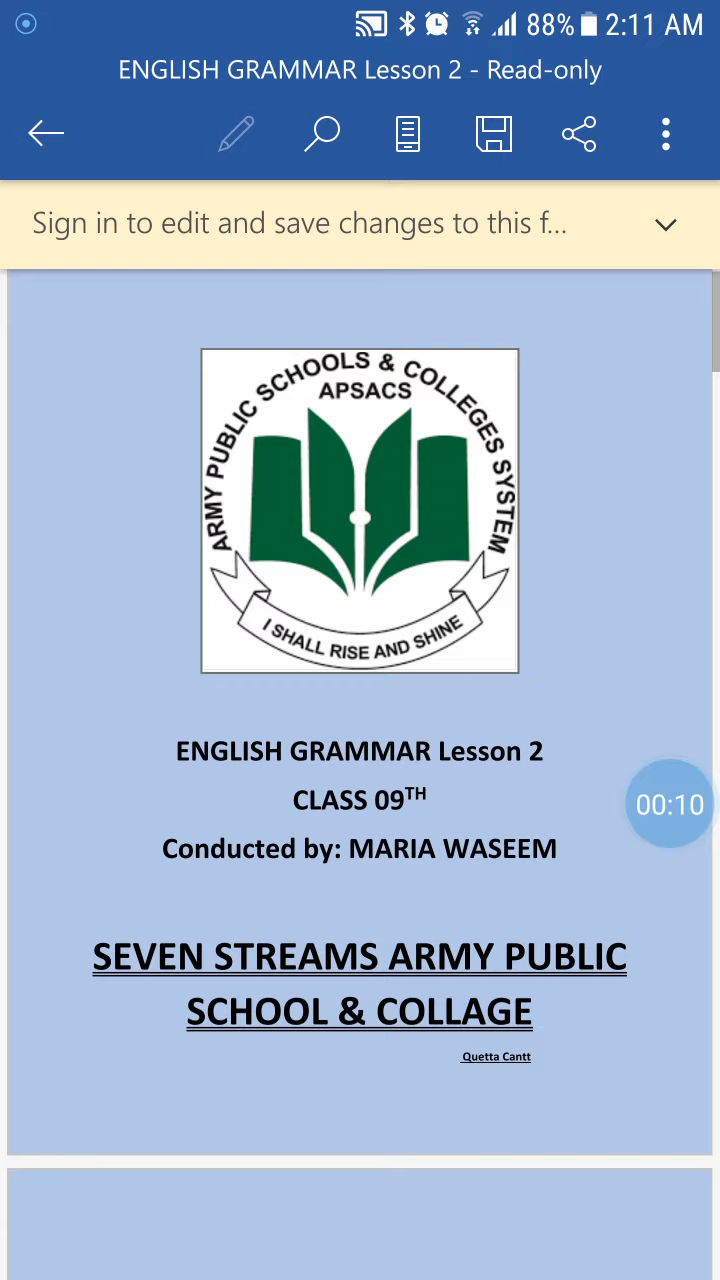 88% 2:11 AM
ENGLISH GRAMMAR Lesson 2 - Read-only
Sign in to edit and save changes to this f...
ARMY PUBLIC SCHOOLS & COLLEGES SYSTEM
APSACS
I SHALL RISE AND SHINE
ENGLISH GRAMMAR Lesson 2
CLASS 09TH
00:10
Conducted by: MARIA WASEEM
SEVEN STREAMS ARMY PUBLIC
SCHOOL & COLLAGE
Quetta Cantt